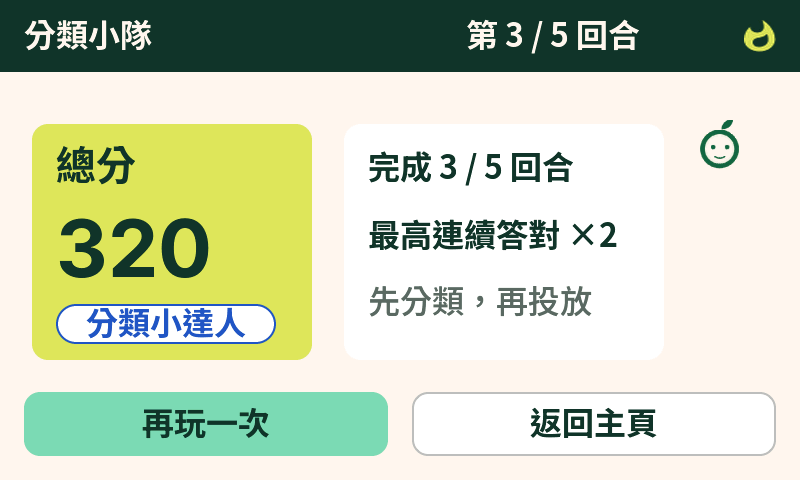 分類小隊
第 3 / 5 回合
總分
320
分類小達人
完成 3 / 5 回合
最高連續答對 ×2
先分類，再投放
再玩一次
返回主頁